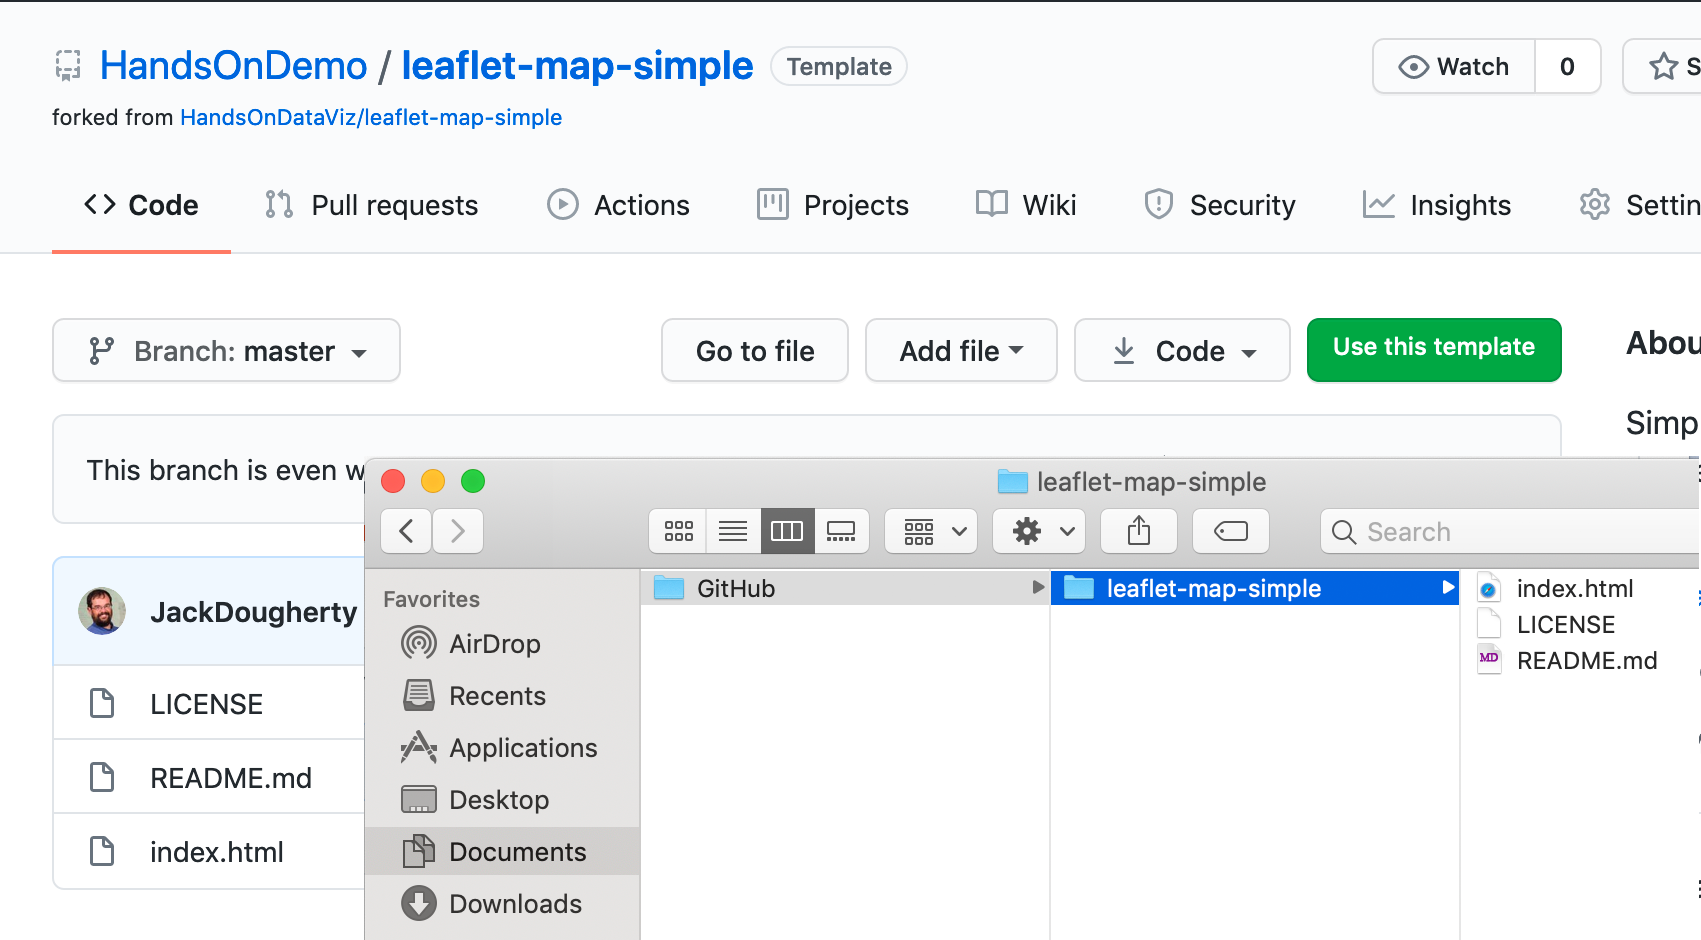 HandsOnDemo / leaflet-map-simple Template
Watch 0
forked from HandsOnDataViz/leaflet-map-simple
Code Pull requests Actions Projects Wiki Security Insights
Branch: master Go to file Add file Code Use this template
This branch is even
leaflet-map-simple
Search
JackDougherty
LICENSE
README.md
index.html
Favorites
AirDrop
Recents
Applications
Desktop
Documents
Downloads
GitHub
leaflet-map-simple
index.html
LICENSE
README.md
MD